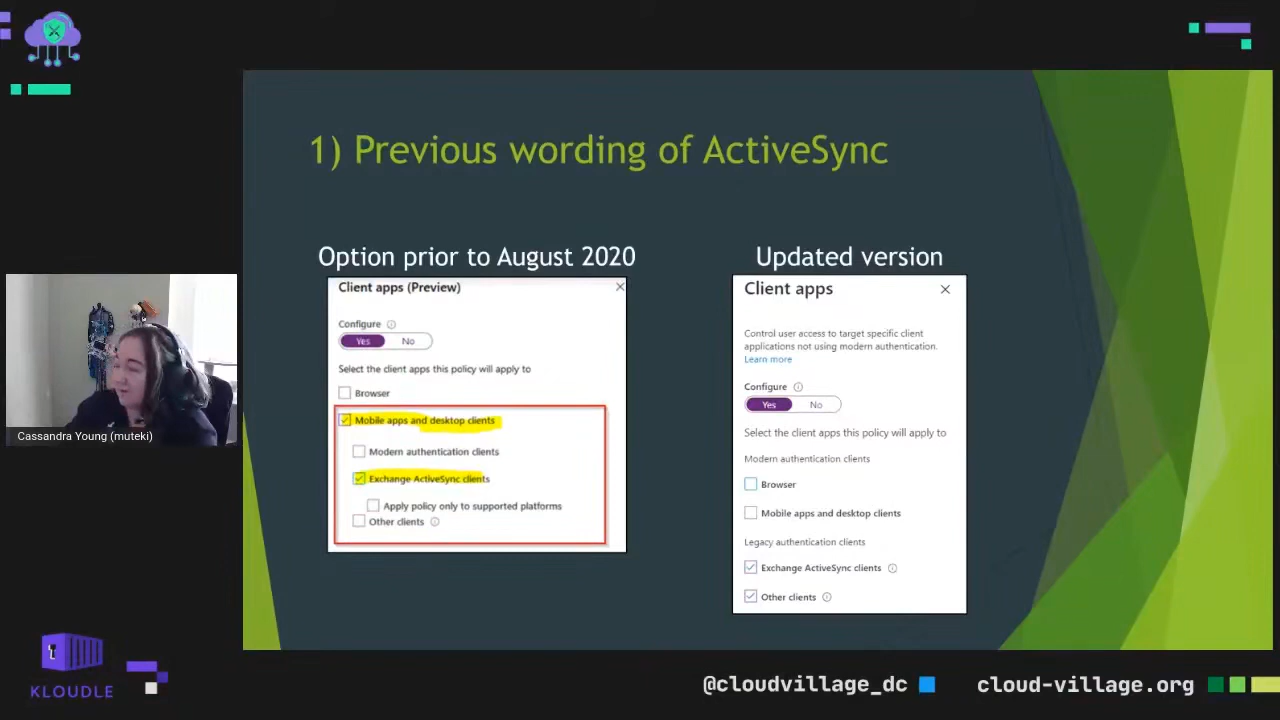 1) Previous wording of ActiveSync
Option prior to August 2020
Client apps (Preview)
Configure
Yes No
Select the client apps this policy will apply to
Browser
Mobile apps and desktop clients
Modern authentication clients
Exchange ActiveSync clients
Apply policy only to supported platforms
Other clients
Updated version
Client apps
Control user access to target specific client
applications not using modern authentication.
Learn more
Configure
Yes No
Select the client apps this policy will apply to
Modern authentication clients
Browser
Mobile apps and desktop clients
Legacy authentication clients
Exchange ActiveSync clients
Other clients
Cassandra Young (muteki)
KLOUDLE
@cloudvillage_dc
cloud-village.org